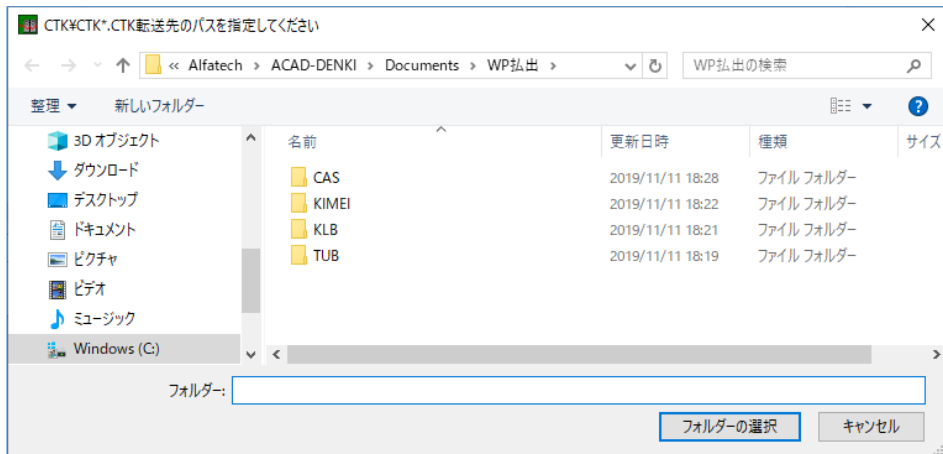 CTK¥CTK*.CTK転送先のパスを指定してください
« Alfatech > ACAD-DENKI > Documents > WP払出 >
WP払出の検索
整理 新しいフォルダー
3D オブジェクト
ダウンロード
デスクトップ
ドキュメント
ピクチャ
ビデオ
ミュージック
Windows (C:)
名前 更新日時 種類 サイズ
CAS 2019/11/11 18:28 ファイル フォルダー
KIMEI 2019/11/11 18:22 ファイル フォルダー
KLB 2019/11/11 18:21 ファイル フォルダー
TUB 2019/11/11 18:19 ファイル フォルダー
フォルダー:
フォルダーの選択 キャンセル